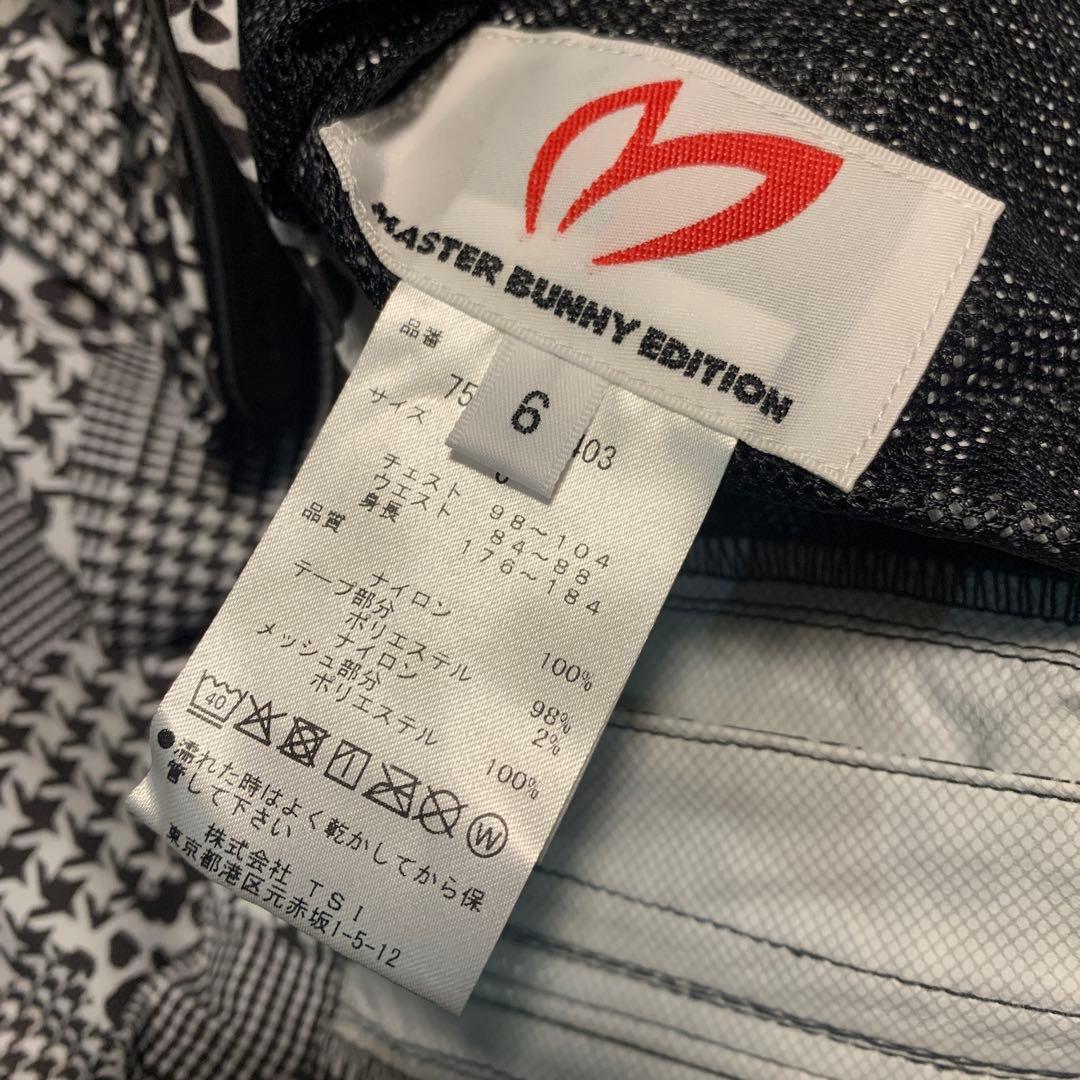 MASTER BUNNY EDITION
6
品番
75 403
サイズ
チェスト 98～104
ウエスト 84～88
身長 176～184
品質
ナイロン 100%
テープ部分
ポリエステル 98%
ナイロン 2%
メッシュ部分
ポリエステル 100%
40
W
●濡れた時はよく乾かしてから保
管して下さい
株式会社 TSI
東京都港区元赤坂1-5-12